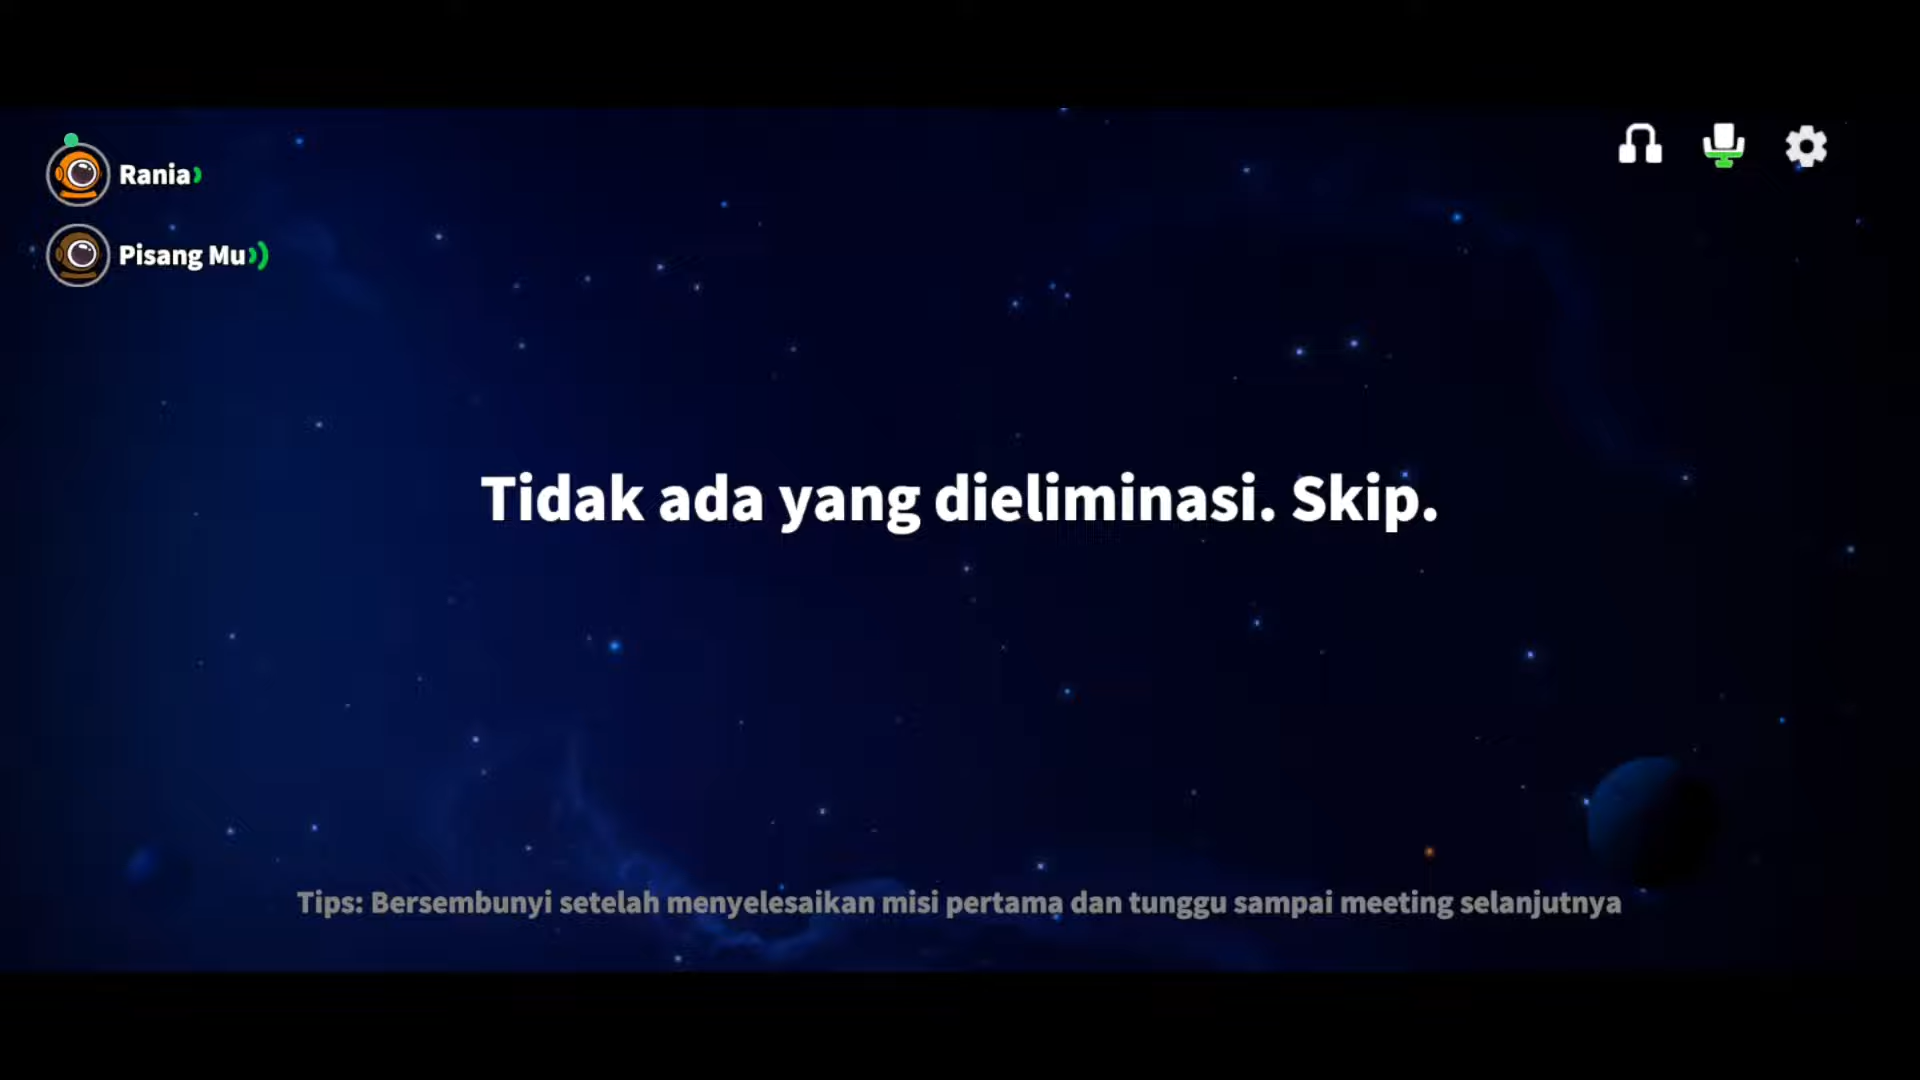 Rania
Pisang Mu
Tidak ada yang dieliminasi. Skip.
Tips: Bersembunyi setelah menyelesaikan misi pertama dan tunggu sampai meeting selanjutnya